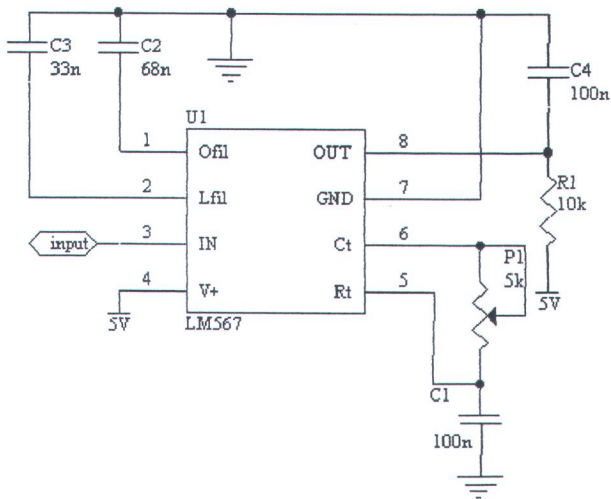 C3
33n
C2
68n
C4
100n
U1
1
Ofil
OUT
8
2
Lfil
GND
7
R1
10k
input
3
IN
Ct
6
P1
5k
4
V+
Rt
5
5V
5V
LM567
C1
100n